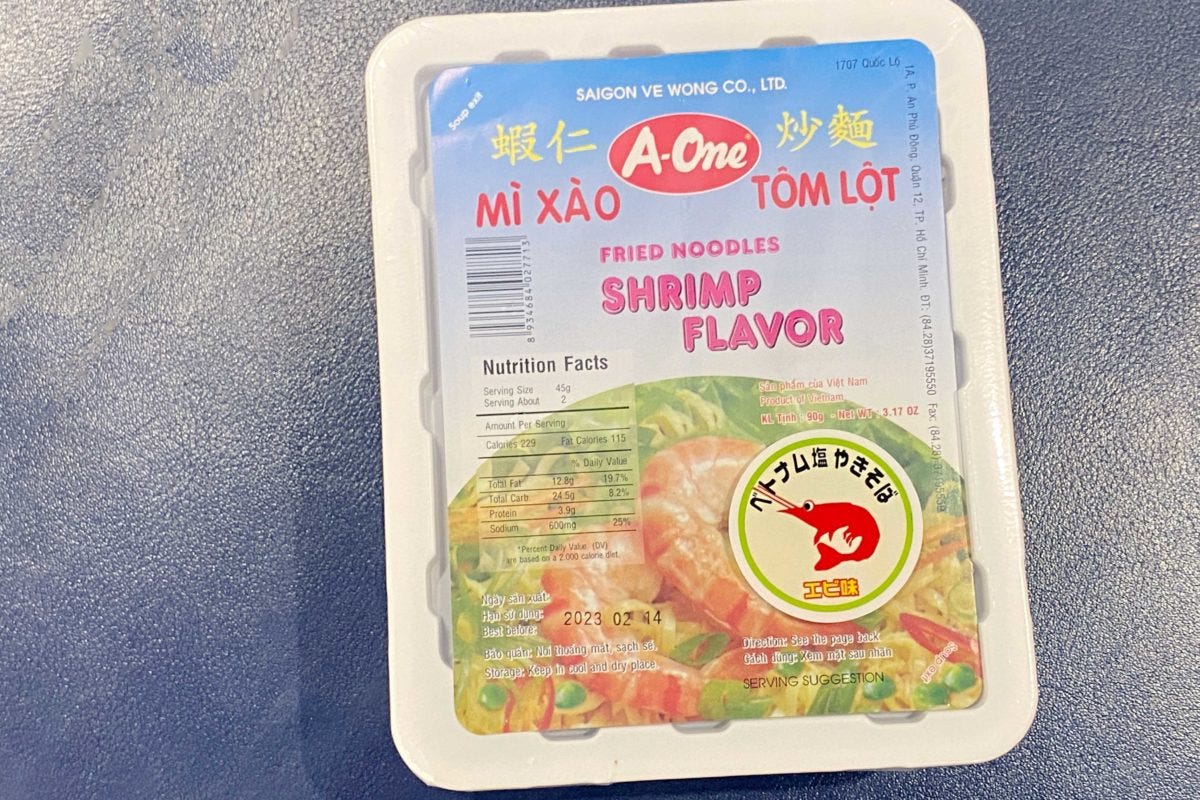 1707 Quốc Lộ 1A, P. An Phú Đông, Quận 12, TP. Hồ Chí Minh. ĐT: (84.28)37195550 Fax: (84.28)
SAIGON VE WONG CO., LTD.
Soup exit
蝦仁 A-One 炒麵
MÌ XÀO TÔM LỘT
FRIED NOODLES
SHRIMP
FLAVOR
8 934684 027713
Nutrition Facts
Serving Size 45g
Serving About 2
Amount Per Serving
Calories 229 Fat Calories 115
% Daily Value
Total Fat 12.8g 19.7%
Total Carb 24.5g 8.2%
Protein 3.9g
Sodium 600mg 25%
*Percent Daily Value. (DV)
are based on a 2.000 calorie diet.
Sản phẩm của Việt Nam
Product of Vietnam
KL Tịnh : 90g - Net WT : 3.17 OZ
ベトナム塩やきそば
エビ味
Ngày sản xuất:
Hạn sử dụng:
Best before:
2023 02 14
Bảo quản: Nơi thoáng mát, sạch sẽ.
Storage: Keep in cool and dry place.
Direction: See the page back
Cách dùng: Xem mặt sau nhãn
SERVING SUGGESTION